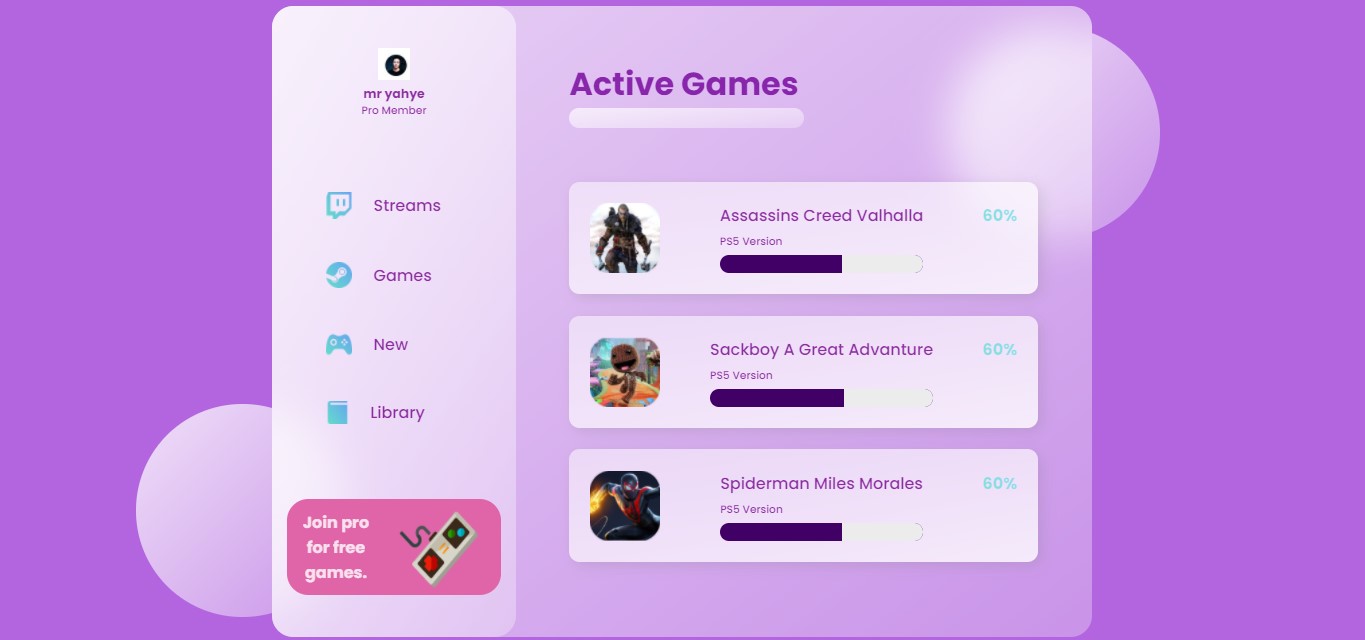 mr yahye
Pro Member
Streams
Games
New
Library
Join pro
for free
games.
Active Games
Assassins Creed Valhalla
60%
PS5 Version
Sackboy A Great Advanture
60%
PS5 Version
Spiderman Miles Morales
60%
PS5 Version